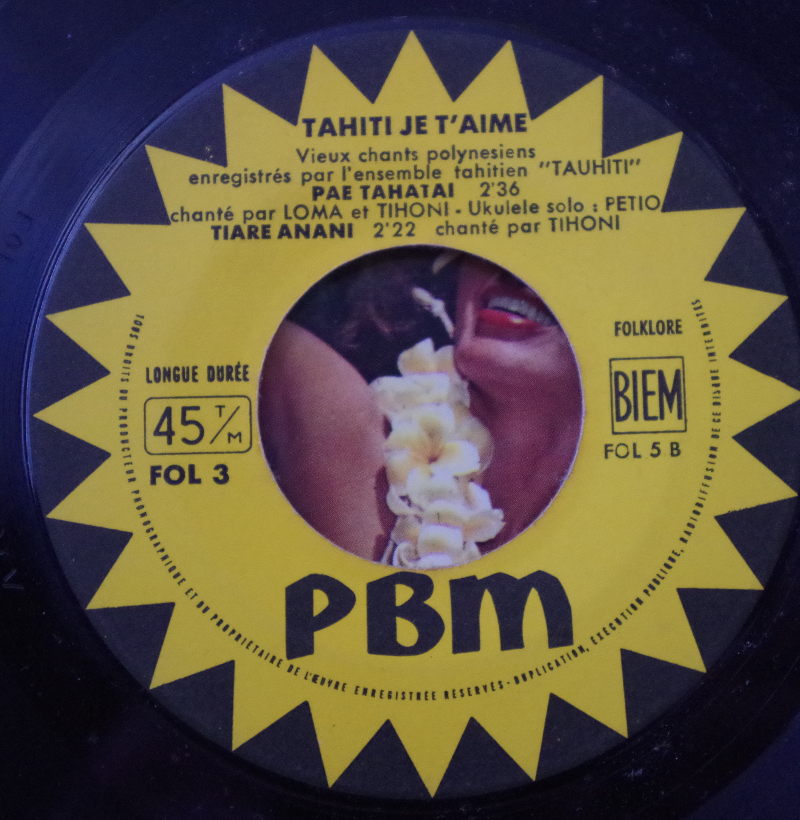 TAHITI JE T'AIME
Vieux chants polynesiens
enregistrés par l'ensemble tahitien "TAUHITI"
PAE TAHATAI 2'36
chanté par LOMA et TIHONI - Ukulele solo : PETIO
TIARE ANANI 2'22 chanté par TIHONI
LONGUE DURÉE
45 T/M
FOL 3
FOLKLORE
BIEM
FOL 5 B
PBM
TOUS DROITS DU PRODUCTEUR PHONOGRAPHIQUE ET DU PROPRIÉTAIRE DE L'ŒUVRE ENREGISTRÉE RÉSERVÉS - DUPLICATION, EXECUTION PUBLIQUE, RADIODIFFUSION DE CE DISQUE INTERDITES